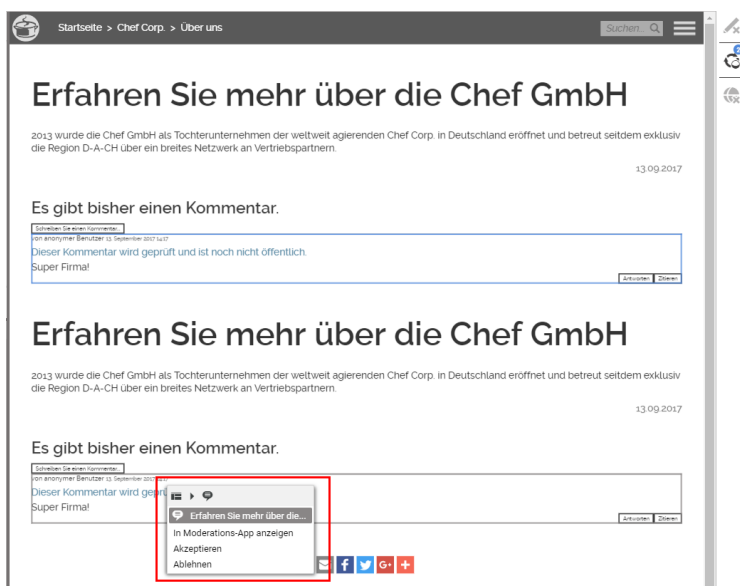 Startseite > Chef Corp. > Über uns
Suchen...
Erfahren Sie mehr über die Chef GmbH
2013 wurde die Chef GmbH als Tochterunternehmen der weltweit agierenden Chef Corp. in Deutschland eröffnet und betreut seitdem exklusiv
die Region D-A-CH über ein breites Netzwerk an Vertriebspartnern.
13.09.2017
Es gibt bisher einen Kommentar.
Schreiben Sie einen Kommentar...
von anonymer Benutzer 13. September 2017 14:17
Dieser Kommentar wird geprüft und ist noch nicht öffentlich.
Super Firma!
Antworten Zitieren
Erfahren Sie mehr über die Chef GmbH
2013 wurde die Chef GmbH als Tochterunternehmen der weltweit agierenden Chef Corp. in Deutschland eröffnet und betreut seitdem exklusiv
die Region D-A-CH über ein breites Netzwerk an Vertriebspartnern.
13.09.2017
Es gibt bisher einen Kommentar.
Schreiben Sie einen Kommentar...
von anonymer Benutzer 13. September 2017 14:17
Dieser Kommentar wird geprü
Super Firma!
Erfahren Sie mehr über die...
Antworten Zitieren
In Moderations-App anzeigen
Akzeptieren
Ablehnen
f G+ +